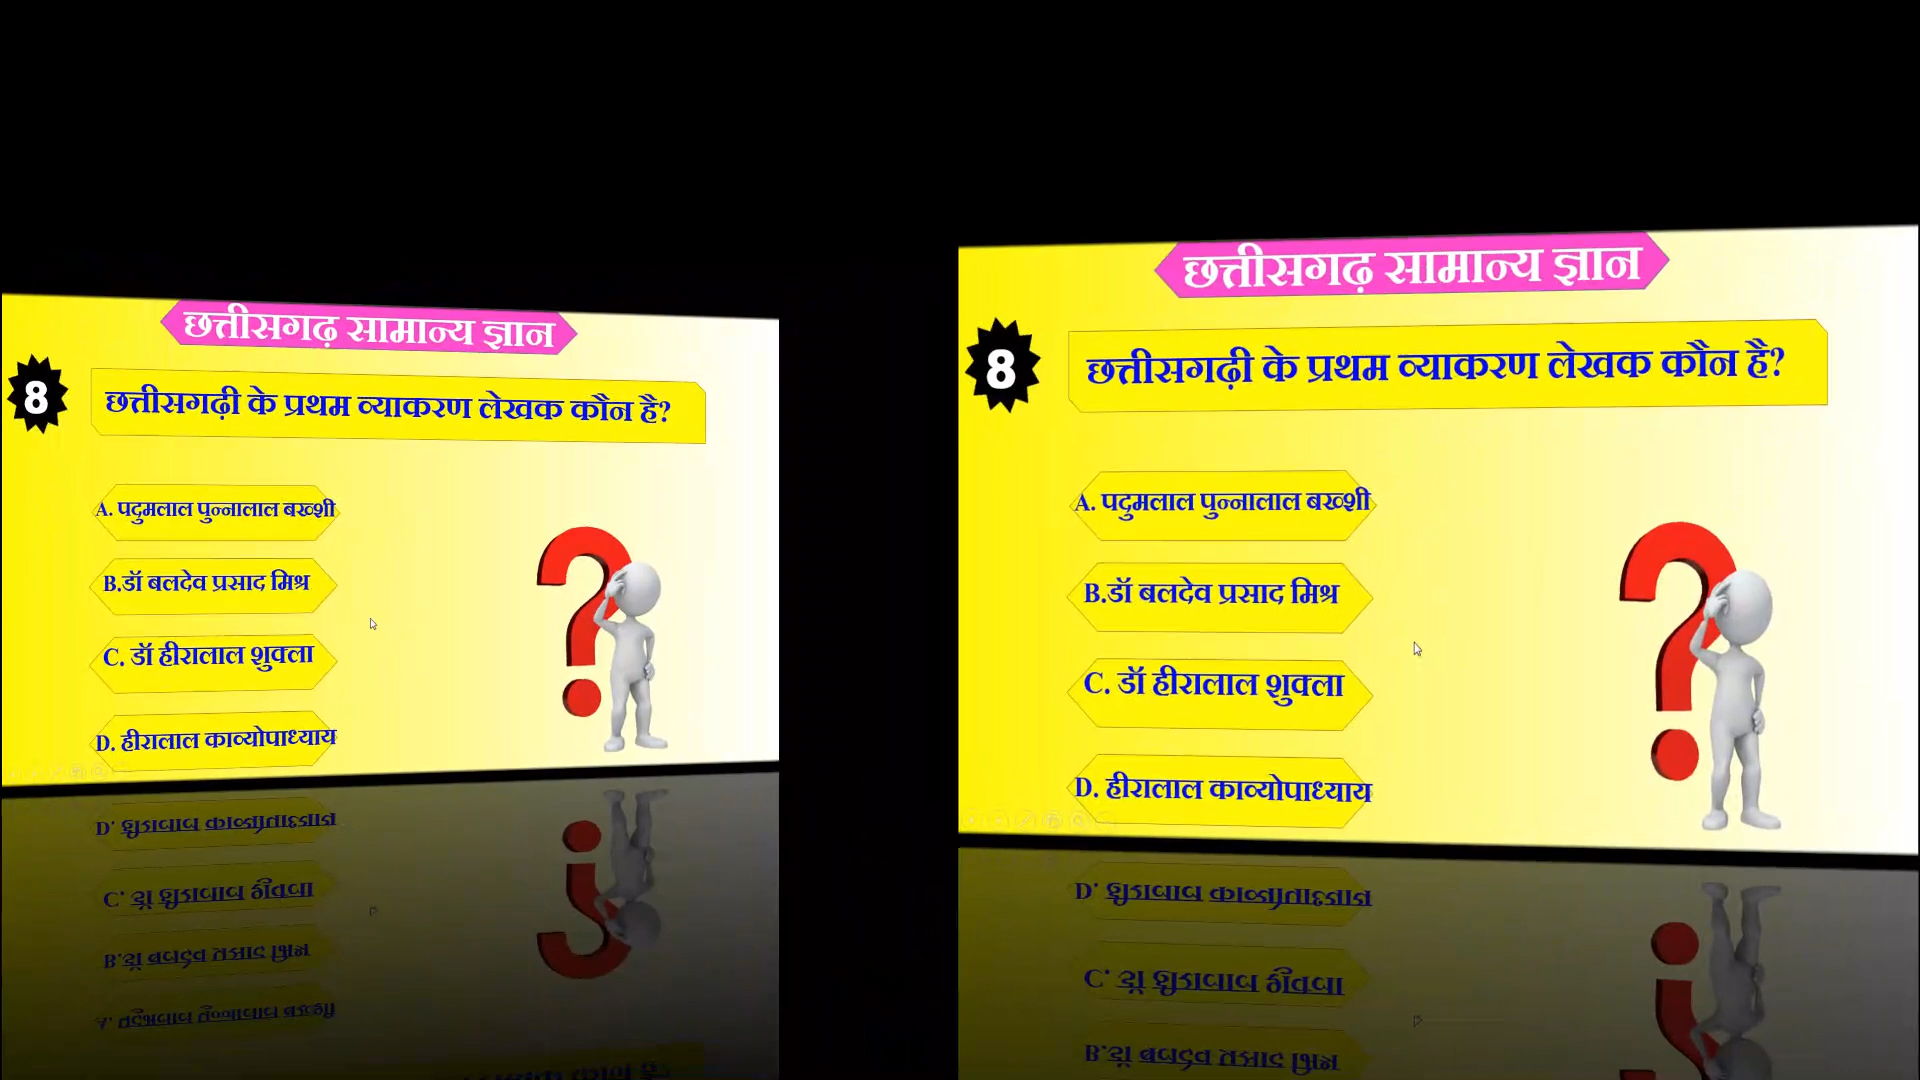 छत्तीसगढ़ सामान्य ज्ञान
8
छत्तीसगढ़ी के प्रथम व्याकरण लेखक कौन है?
A. पदुमलाल पुन्नालाल बख्शी
B.डॉ बलदेव प्रसाद मिश्र
C. डॉ हीरालाल शुक्ला
D. हीरालाल काव्योपाध्याय
छत्तीसगढ़ सामान्य ज्ञान
8
छत्तीसगढ़ी के प्रथम व्याकरण लेखक कौन है?
A. पदुमलाल पुन्नालाल बख्शी
B.डॉ बलदेव प्रसाद मिश्र
C. डॉ हीरालाल शुक्ला
D. हीरालाल काव्योपाध्याय